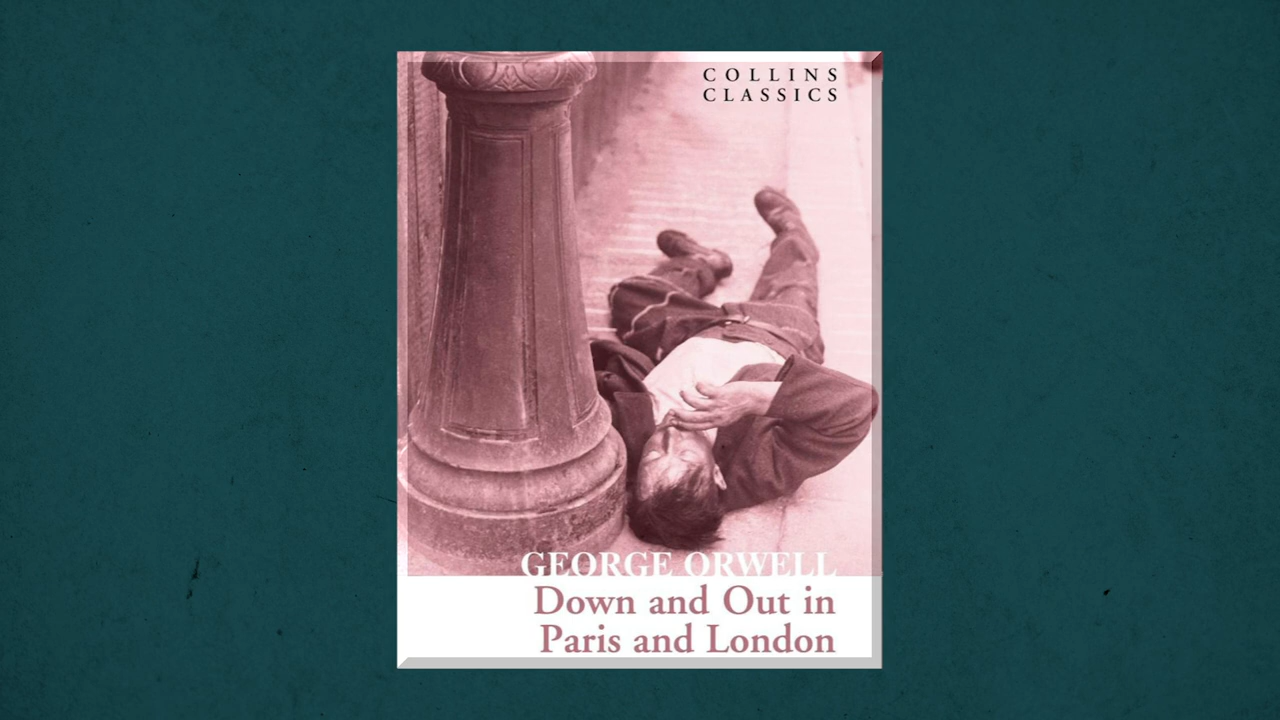 COLLINS
CLASSICS
GEORGE ORWELL
Down and Out in
Paris and London